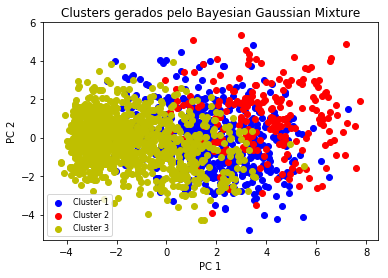 Clusters gerados pelo Bayesian Gaussian Mixture
6
4
2
0
−2
−4
PC 2
Cluster 1
Cluster 2
Cluster 3
−4 −2 0 2 4 6 8
PC 1